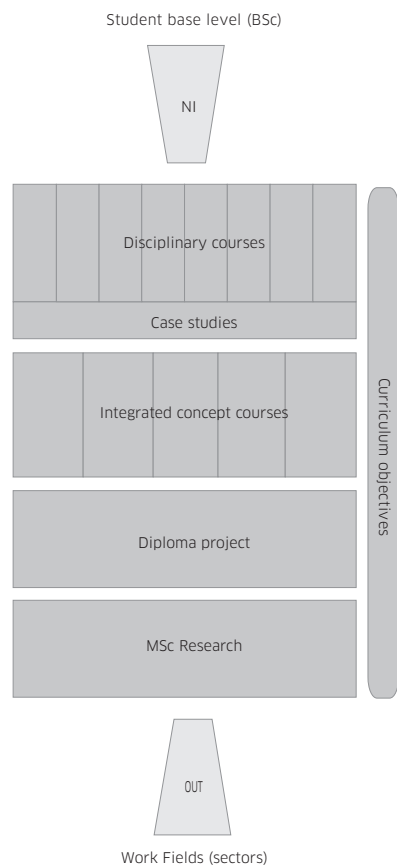 Student base level (BSc)
NI
Disciplinary courses
Case studies
Integrated concept courses
Curriculum objectives
Diploma project
MSc Research
OUT
Work Fields (sectors)